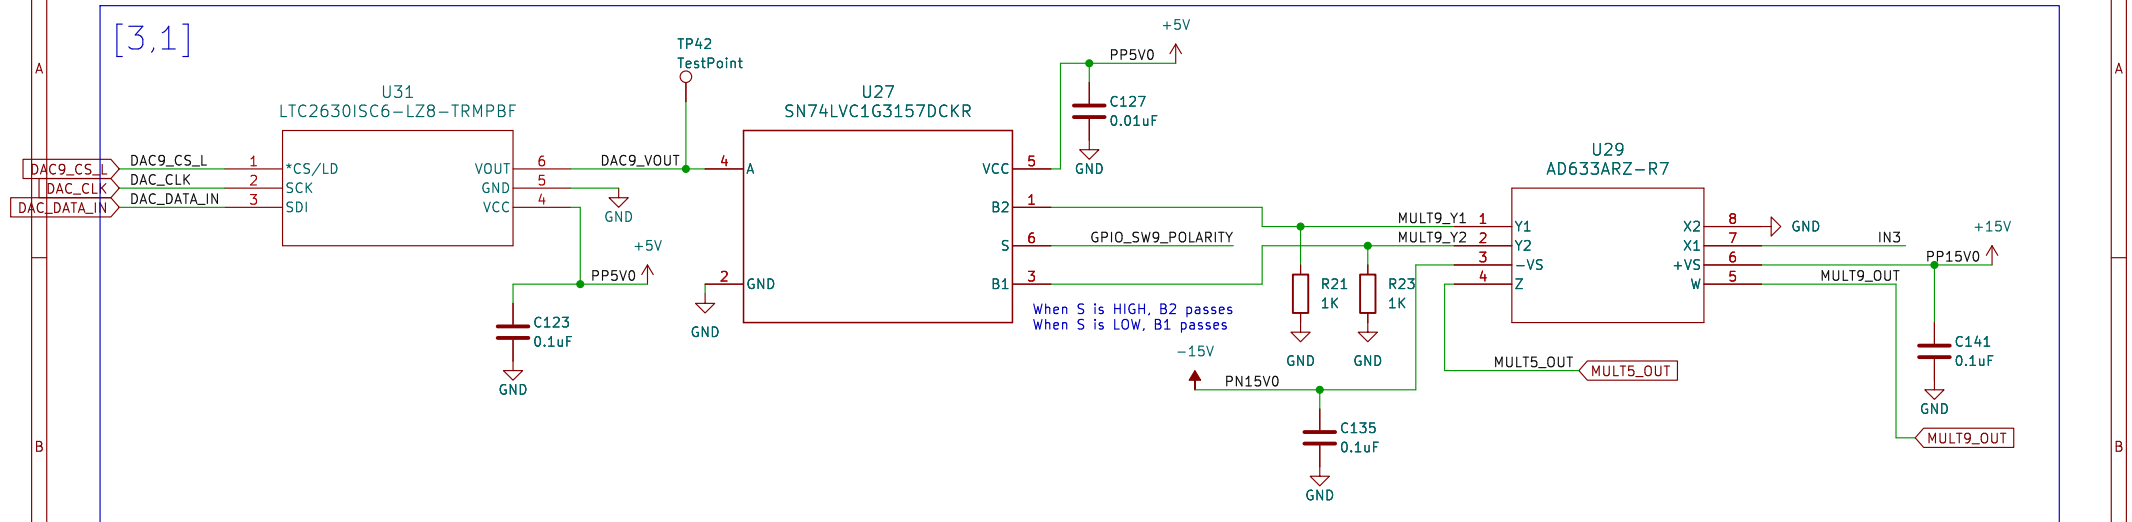 [3,1]
A
A
B
B
U31
LTC2630ISC6-LZ8-TRMPBF
DAC9_CS_L
DAC_CLK
DAC_DATA_IN
DAC9_CS_L
DAC_CLK
DAC_DATA_IN
1
2
3
*CS/LD
SCK
SDI
VOUT
GND
VCC
6
5
4
GND
+5V
PP5V0
C123
0.1uF
GND
TP42
TestPoint
DAC9_VOUT
U27
SN74LVC1G3157DCKR
4
A
2
GND
GND
VCC
5
B2
1
S
6
B1
3
+5V
PP5V0
C127
0.01uF
GND
GPIO_SW9_POLARITY
When S is HIGH, B2 passes
When S is LOW, B1 passes
-15V
PN15V0
C135
0.1uF
GND
R21
1K
GND
R23
1K
GND
MULT9_Y1
MULT9_Y2
U29
AD633ARZ-R7
1
2
3
4
Y1
Y2
-VS
Z
X2
X1
+VS
W
8
7
6
5
GND
IN3
+15V
PP15V0
MULT9_OUT
MULT5_OUT
MULT5_OUT
C141
0.1uF
GND
MULT9_OUT